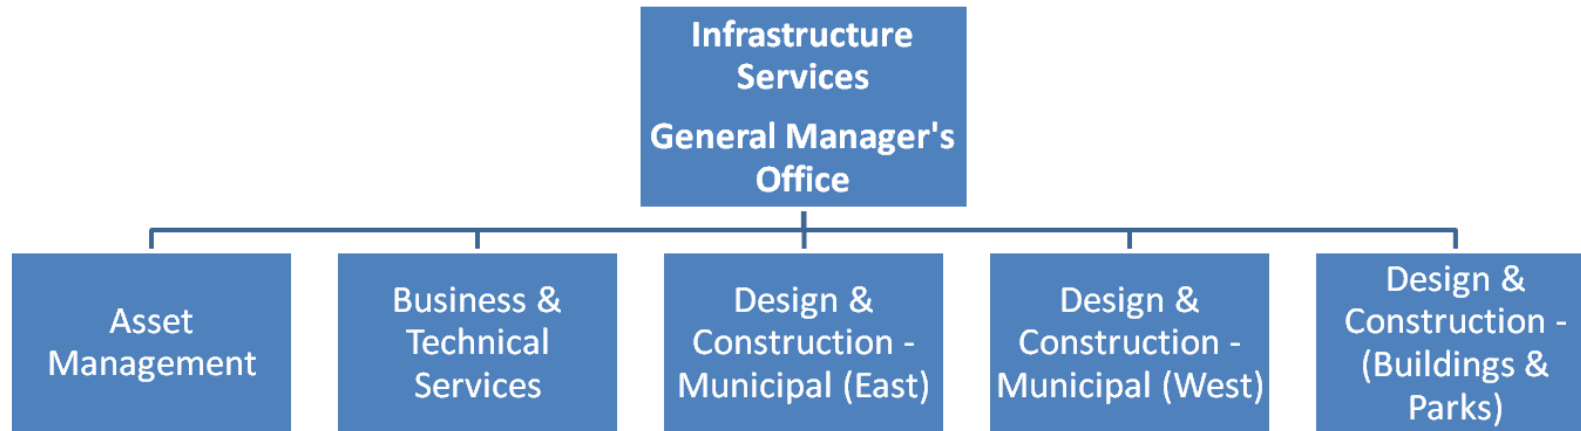 Infrastructure
Services
General Manager's
Office
Asset
Management
Business &
Technical
Services
Design &
Construction -
Municipal (East)
Design &
Construction -
Municipal (West)
Design &
Construction -
(Buildings &
Parks)